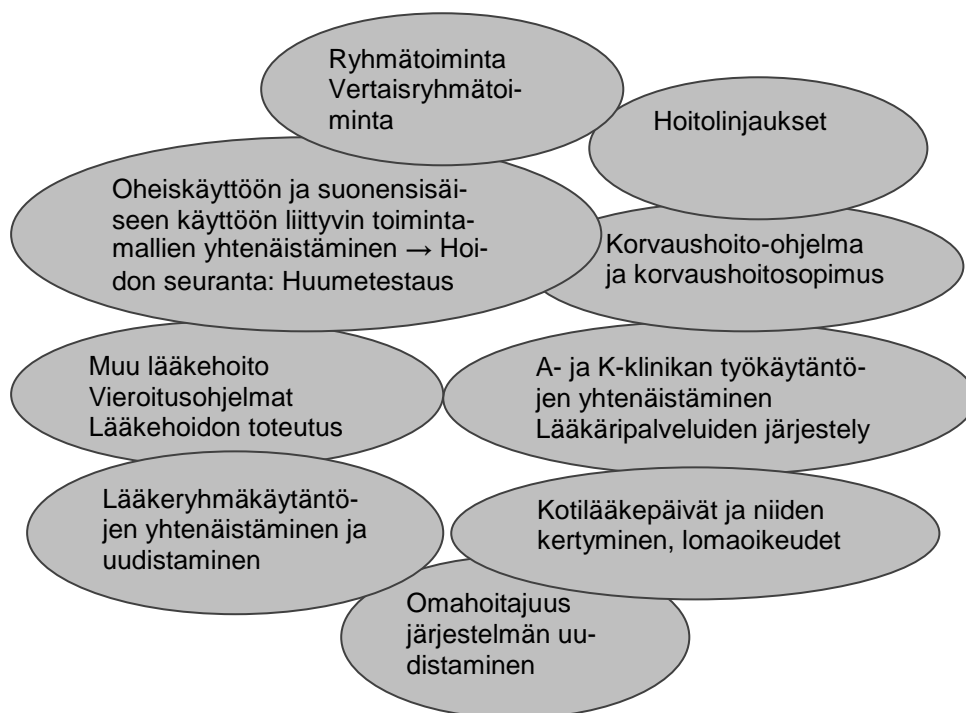 Ryhmätoiminta
Vertaisryhmätoi-
minta
Hoitolinjaukset
Oheiskäyttöön ja suonensisäi-
seen käyttöön liittyvin toiminta-
mallien yhtenäistäminen → Hoi-
don seuranta: Huumetestaus
Korvaushoito-ohjelma
ja korvaushoitosopimus
Muu lääkehoito
Vieroitusohjelmat
Lääkehoidon toteutus
A- ja K-klinikan työkäytäntö-
jen yhtenäistäminen
Lääkäripalveluiden järjestely
Lääkeryhmäkäytäntö-
jen yhtenäistäminen ja
uudistaminen
Kotilääkepäivät ja niiden
kertyminen, lomaoikeudet
Omahoitajuus
järjestelmän uu-
distaminen